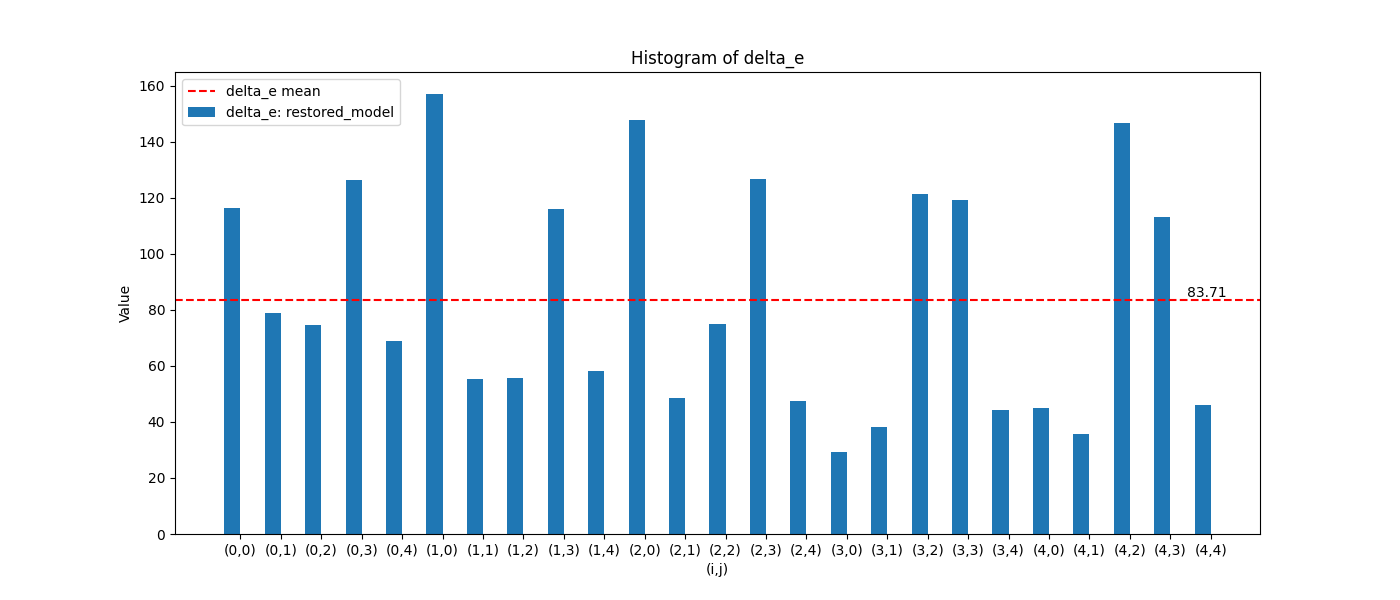 Histogram of delta_e
delta_e mean
delta_e: restored_model
160
140
120
100
80
60
40
20
0
Value
83.71
(0,0) (0,1) (0,2) (0,3) (0,4) (1,0) (1,1) (1,2) (1,3) (1,4) (2,0) (2,1) (2,2) (2,3) (2,4) (3,0) (3,1) (3,2) (3,3) (3,4) (4,0) (4,1) (4,2) (4,3) (4,4)
(i,j)